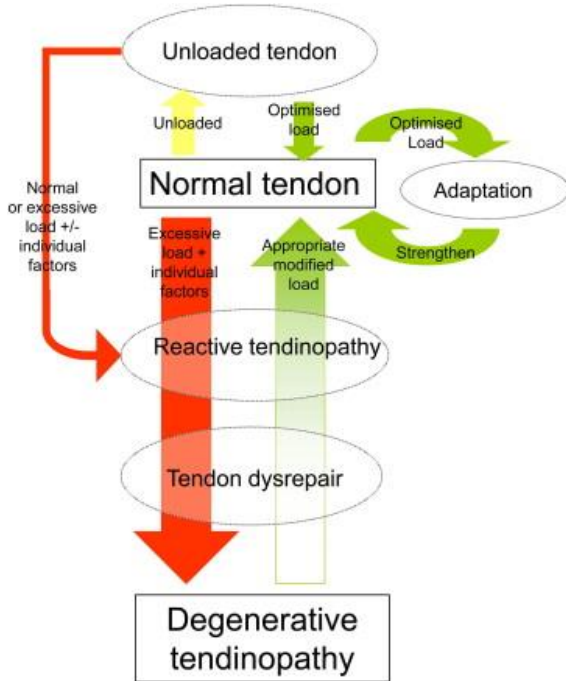 Unloaded tendon
Unloaded
Optimised
load
Optimised
Load
Normal tendon
Adaptation
Normal
or excessive
load +/-
individual
factors
Excessive
load +
individual
factors
Appropriate
modified
load
Strengthen
Reactive tendinopathy
Tendon dysrepair
Degenerative
tendinopathy